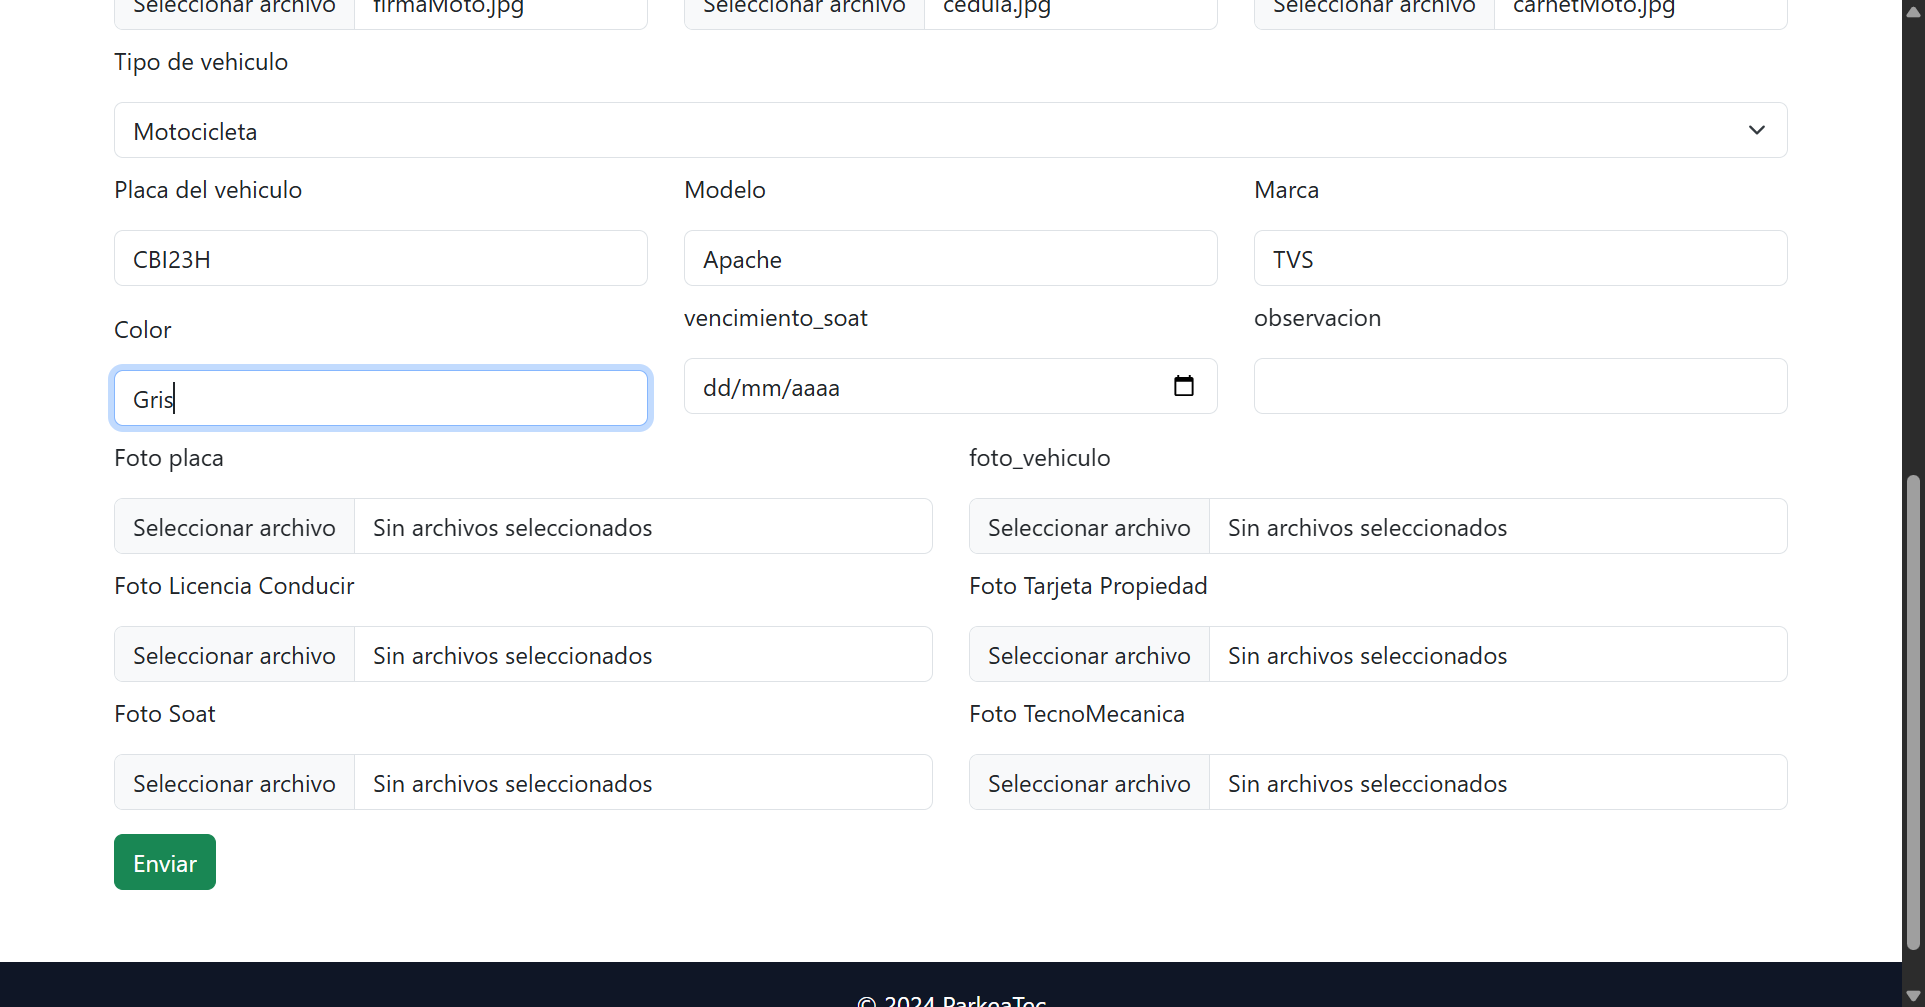 Seleccionar archivo firmaMoto.jpg Seleccionar archivo cedula.jpg Seleccionar archivo carnetMoto.jpg
Tipo de vehiculo
Motocicleta
Placa del vehiculo Modelo Marca
CBI23H Apache TVS
Color vencimiento_soat observacion
Gris dd/mm/aaaa
Foto placa foto_vehiculo
Seleccionar archivo Sin archivos seleccionados Seleccionar archivo Sin archivos seleccionados
Foto Licencia Conducir Foto Tarjeta Propiedad
Seleccionar archivo Sin archivos seleccionados Seleccionar archivo Sin archivos seleccionados
Foto Soat Foto TecnoMecanica
Seleccionar archivo Sin archivos seleccionados Seleccionar archivo Sin archivos seleccionados
Enviar
© 2024 ParkeaTec